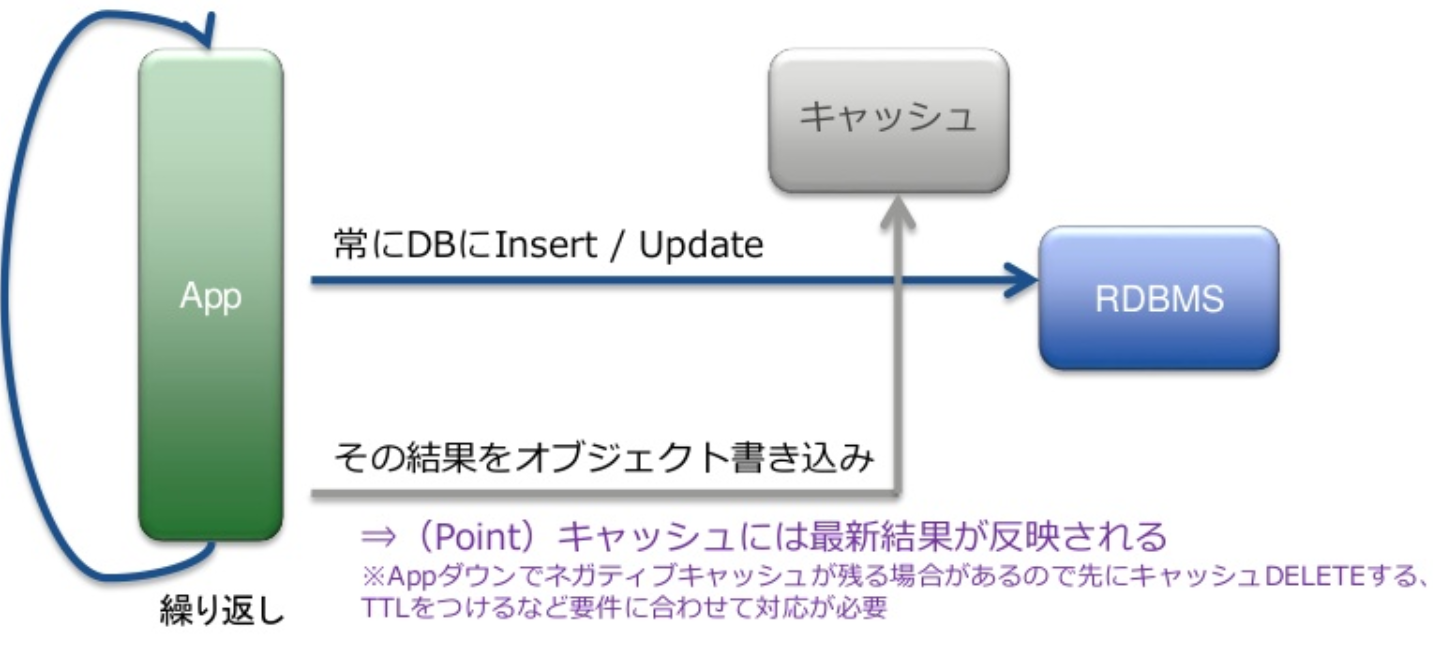 キャッシュ
常にDBにInsert / Update
App
RDBMS
その結果をオブジェクト書き込み
⇒（Point）キャッシュには最新結果が反映される
※Appダウンでネガティブキャッシュが残る場合があるので先にキャッシュDELETEする、
TTLをつけるなど要件に合わせて対応が必要
繰り返し